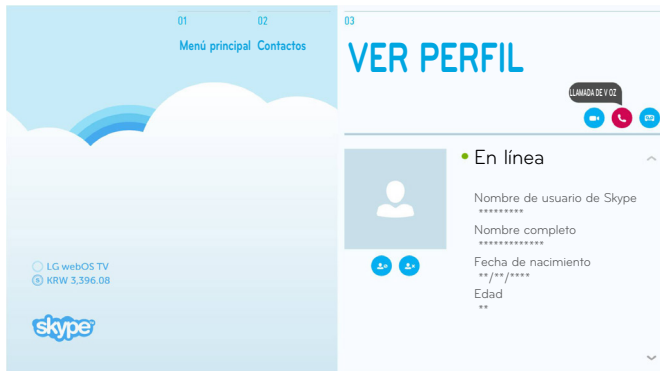 01
02
Menú principal
Contactos
LG webOS TV
KRW 3,396.08
skype
03
VER PERFIL
LLAMADA DE V OZ
En línea
Nombre de usuario de Skype
*********
Nombre completo
*************
Fecha de nacimiento
**/**/****
Edad
**